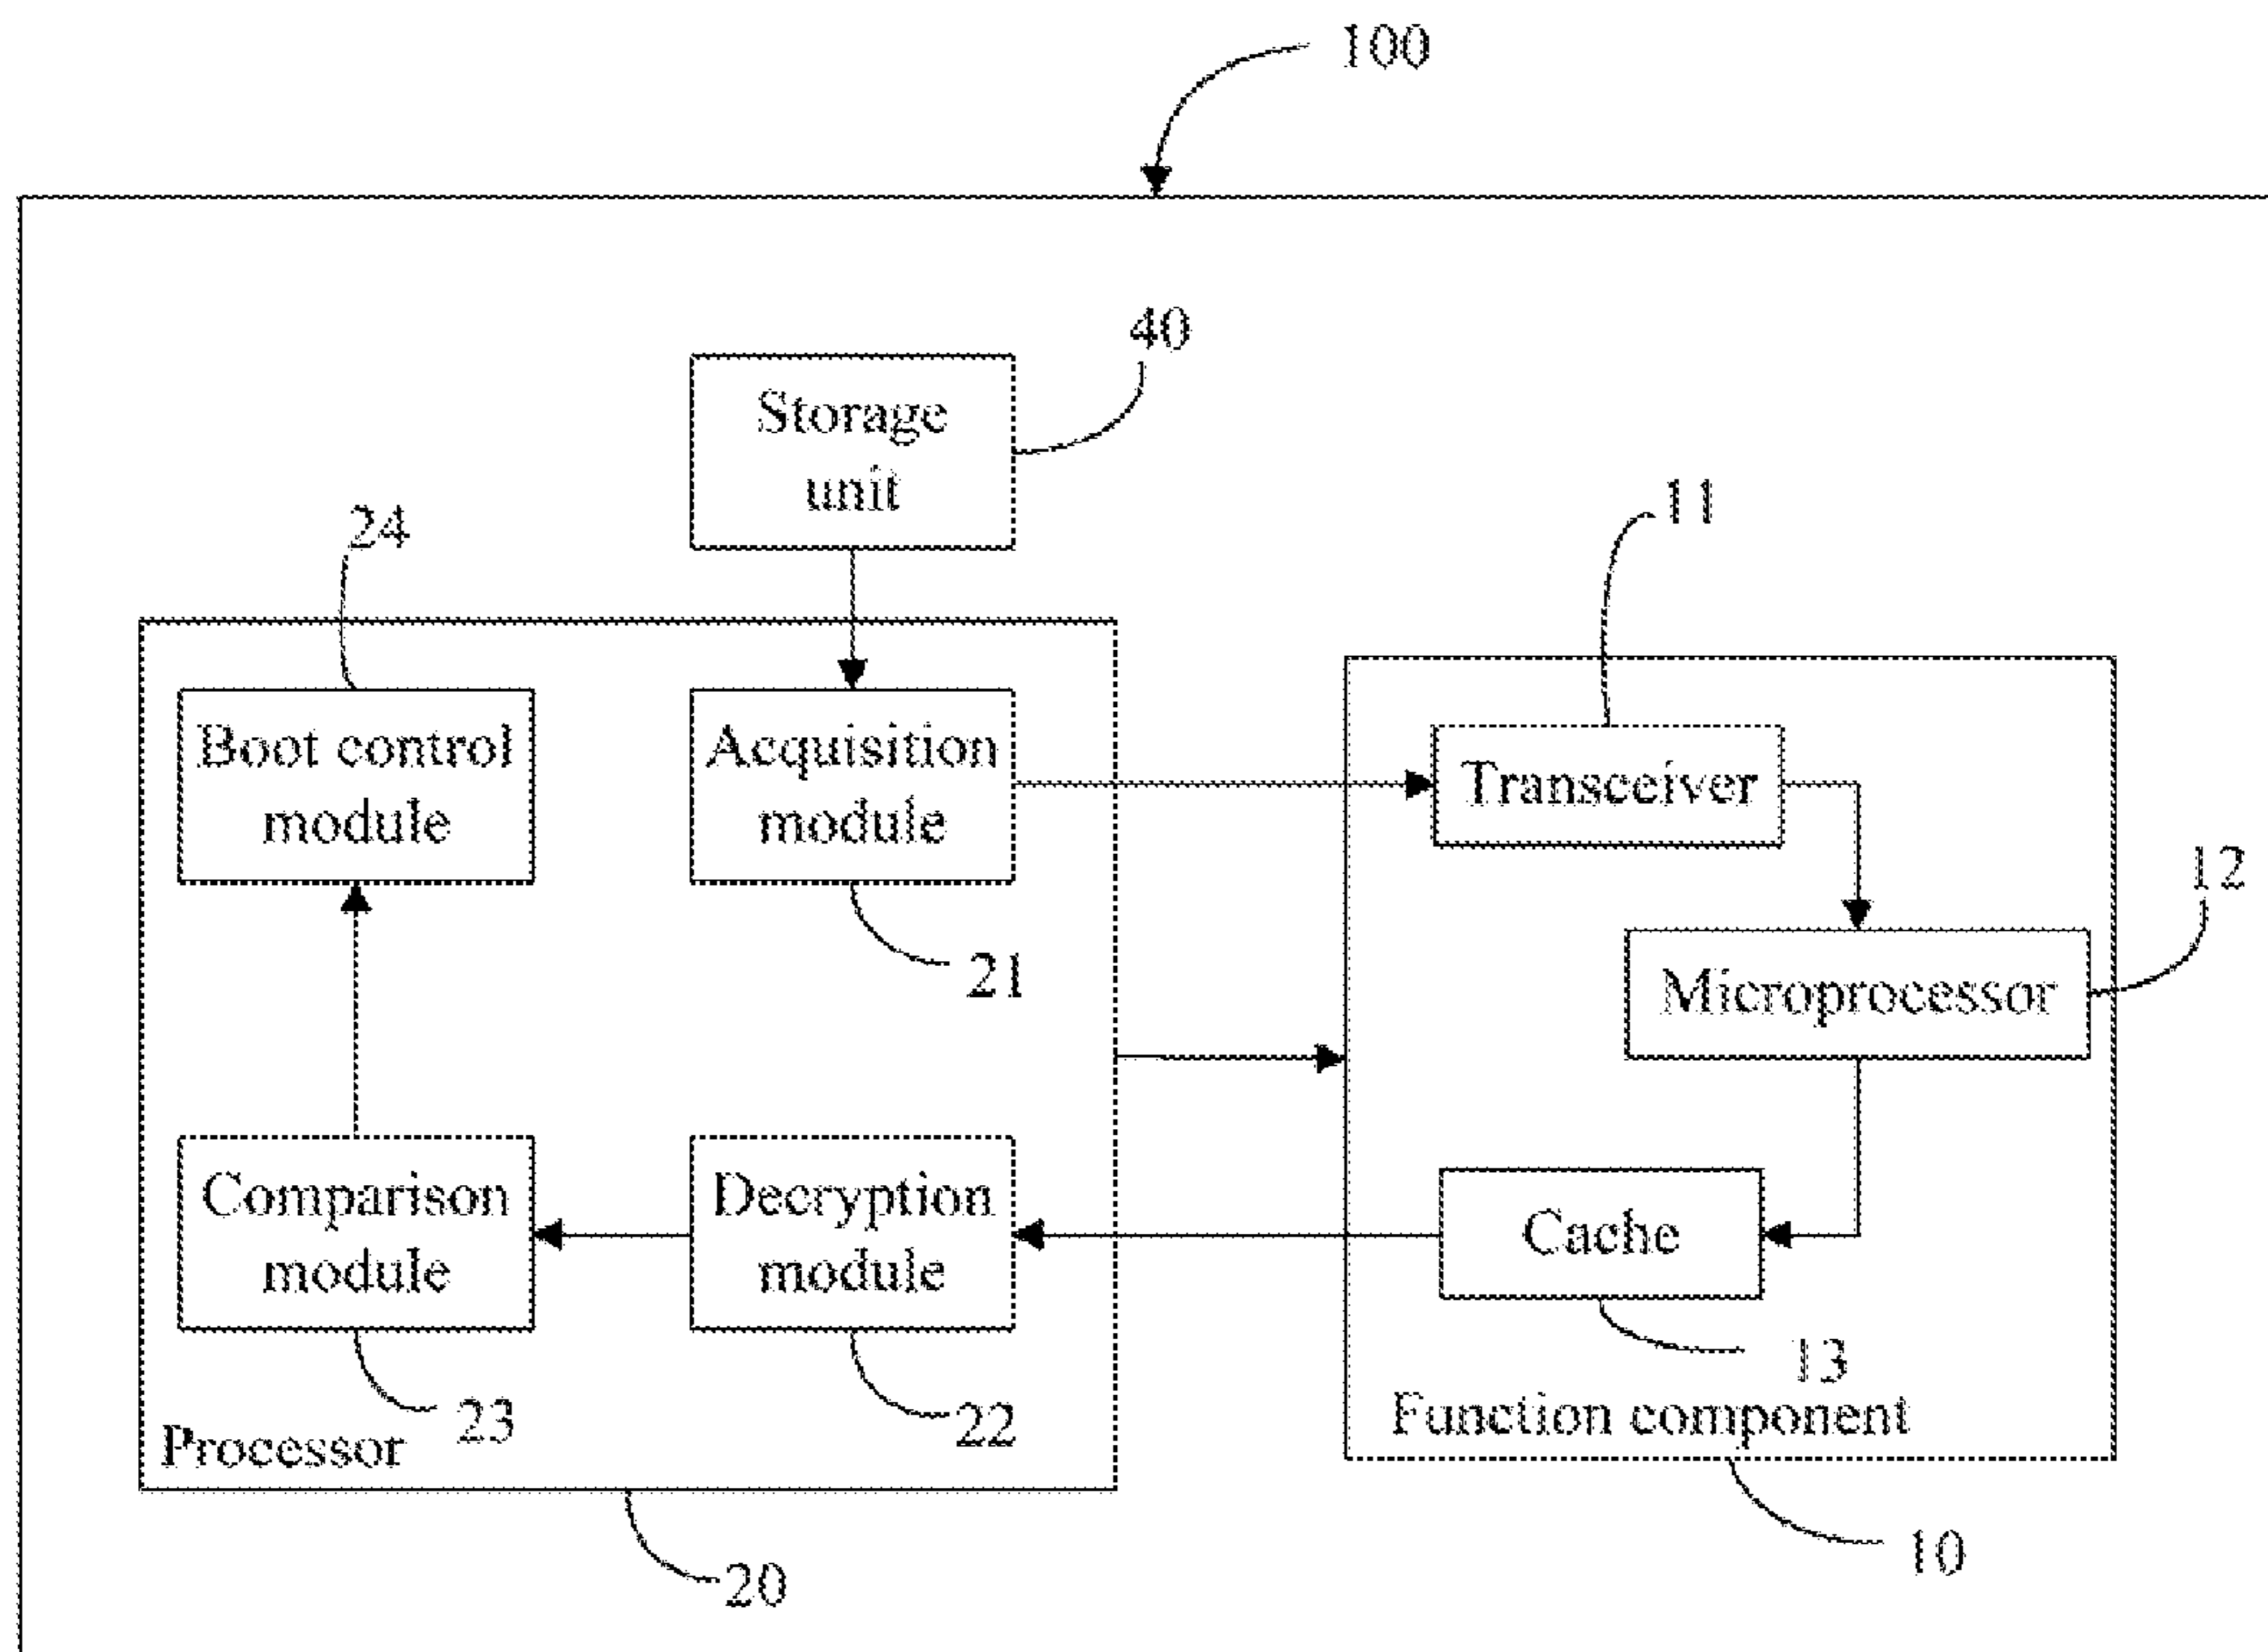 100
40
Storage
unit
24
11
Boot control
module
Acquisition
module
Transceiver
12
21
Microprocessor
Comparison
module
Decryption
module
Cache
13
23
22
Processor
Function component
20
10